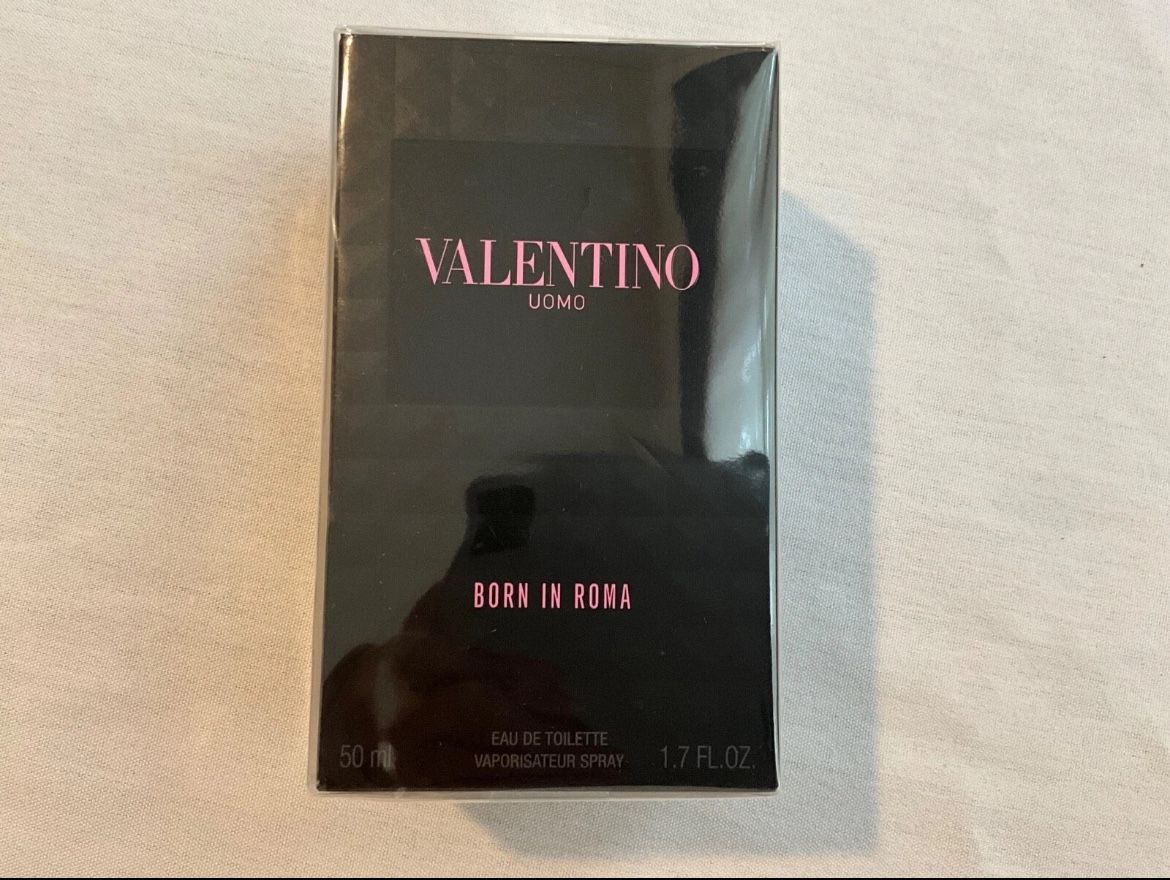 VALENTINO
UOMO
BORN IN ROMA
EAU DE TOILETTE
50 ml VAPORISATEUR SPRAY 1.7 FL.OZ.